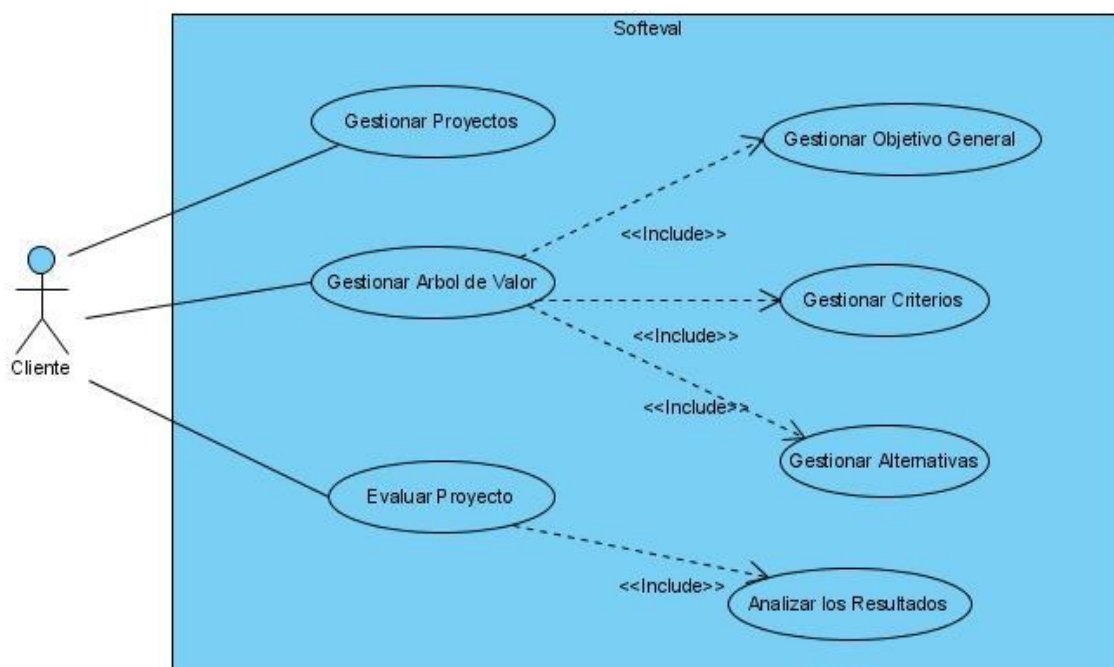 Softeval
Gestionar Proyectos
Gestionar Objetivo General
<<Include>>
Gestionar Arbol de Valor
Gestionar Criterios
<<Include>>
Cliente
<<Include>>
Gestionar Alternativas
Evaluar Proyecto
<<Include>>
Analizar los Resultados